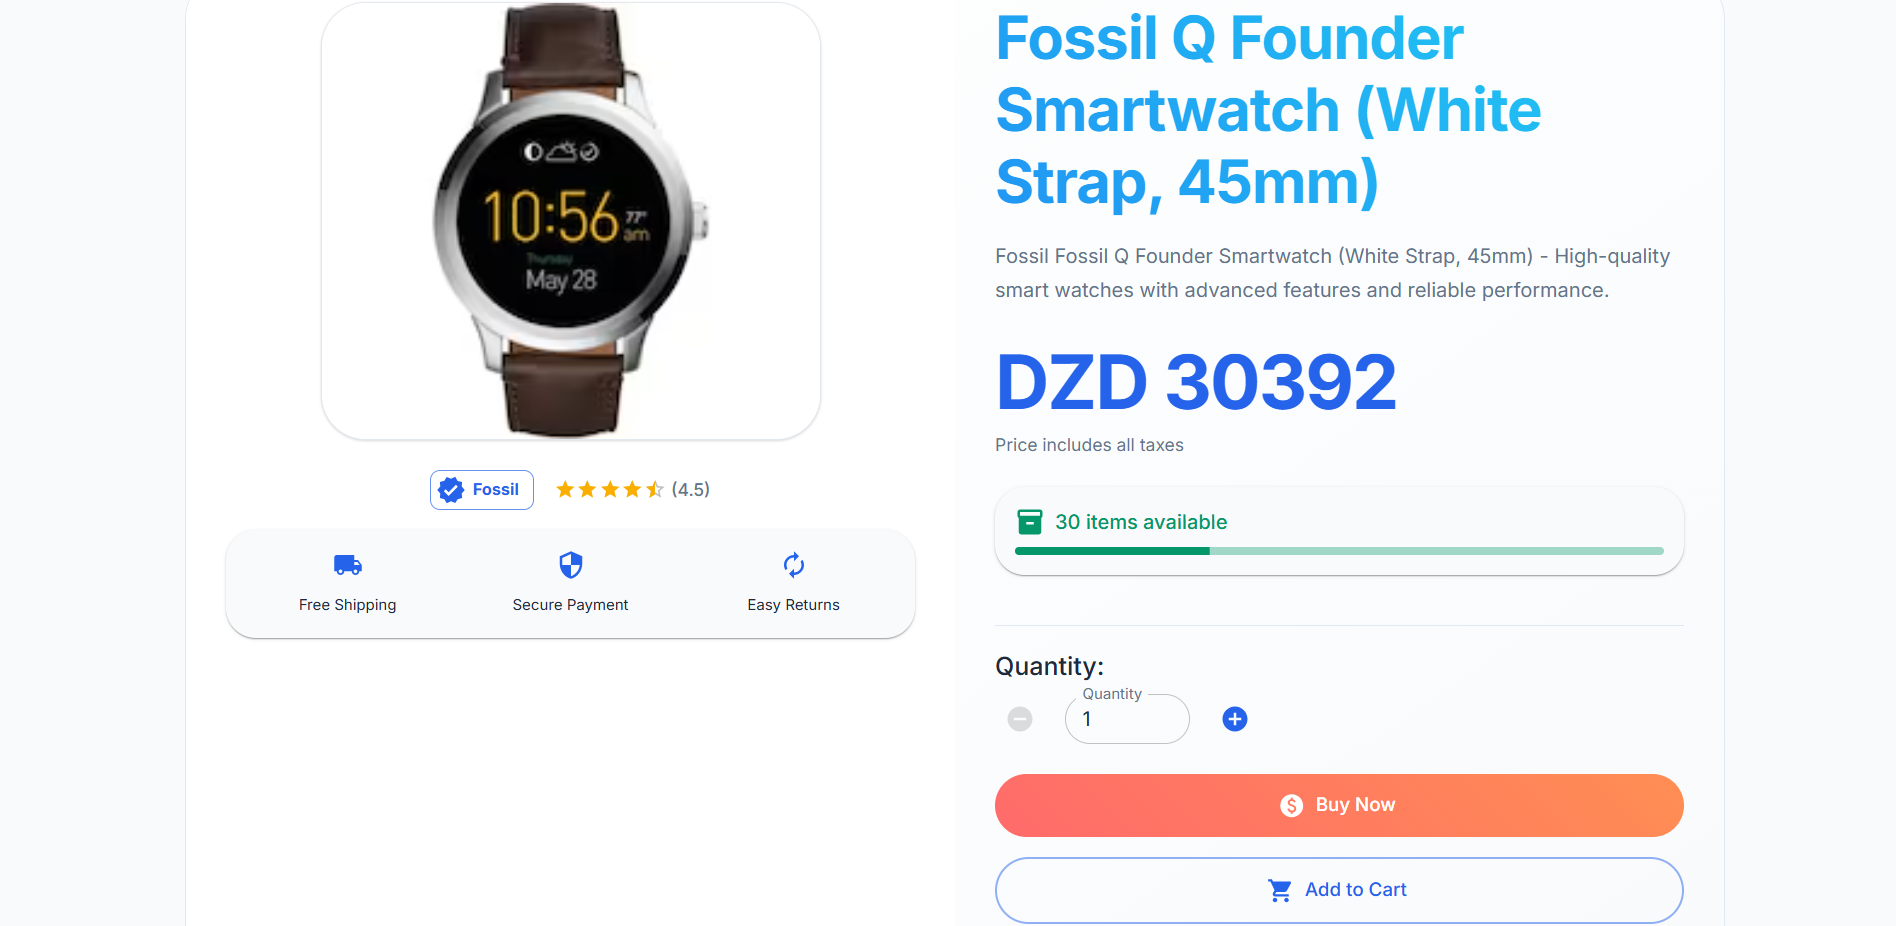 10:56
77°
am
Thursday
May 28
Fossil
(4.5)
Free Shipping
Secure Payment
Easy Returns
Fossil Q Founder
Smartwatch (White
Strap, 45mm)
Fossil Fossil Q Founder Smartwatch (White Strap, 45mm) - High-quality
smart watches with advanced features and reliable performance.
DZD 30392
Price includes all taxes
30 items available
Quantity:
Quantity
1
Buy Now
Add to Cart